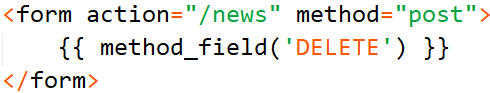 <form action="/news" method="post">
    {{ method_field('DELETE') }}
</form>